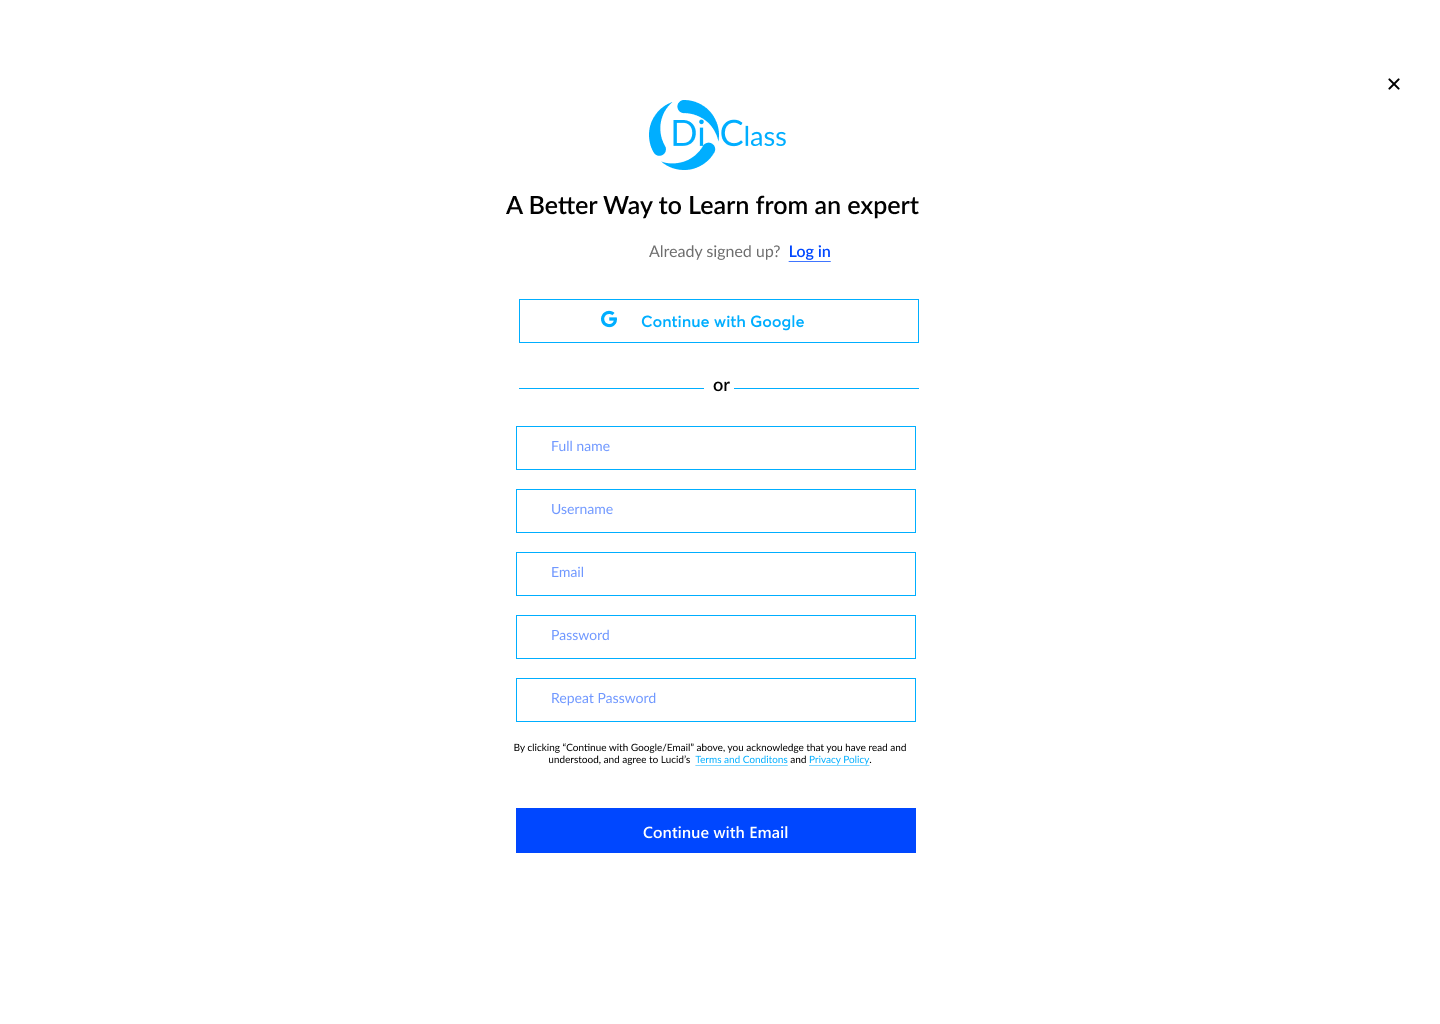 Di Class
A Better Way to Learn from an expert
Already signed up? Log in
G Continue with Google
or
Full name
Username
Email
Password
Repeat Password
By clicking “Continue with Google/Email” above, you acknowledge that you have read and
understood, and agree to Lucid’s Terms and Conditons and Privacy Policy.
Continue with Email